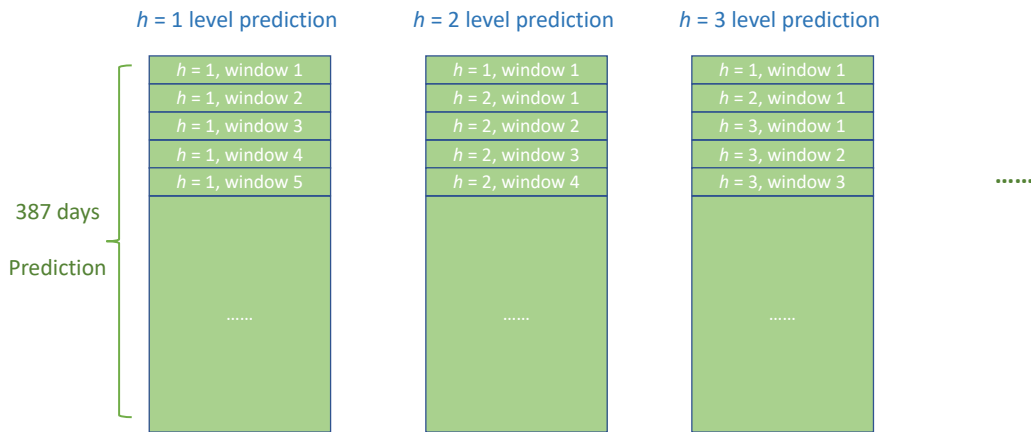 h = 1 level prediction
h = 2 level prediction
h = 3 level prediction
h = 1, window 1
h = 1, window 2
h = 1, window 3
h = 1, window 4
h = 1, window 5
……
h = 1, window 1
h = 2, window 1
h = 2, window 2
h = 2, window 3
h = 2, window 4
……
h = 1, window 1
h = 2, window 1
h = 3, window 1
h = 3, window 2
h = 3, window 3
……
……
387 days
Prediction